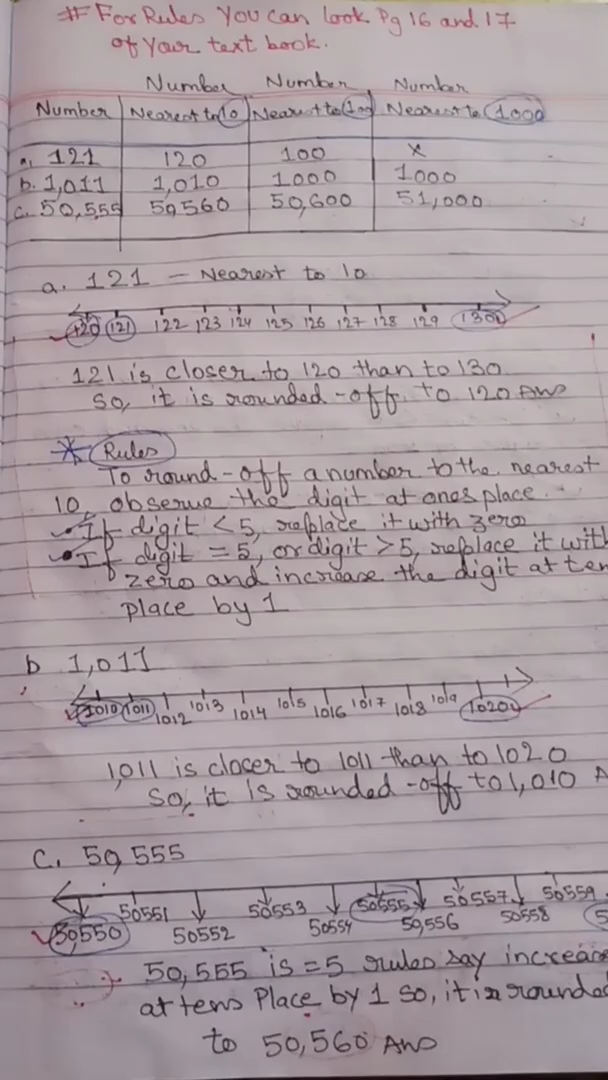 # For Rules You can look Pg 16 and 17
of your text book.
Number Number Number
Number Nearest to 10 Nearest to 100 Nearest to 1000
a, 121 120 100 x
b. 1,011 1,010 1000 1000
c. 50,555 50,560 50,600 51,000
a. 121 - Nearest to 10
120 121 122 123 124 125 126 127 128 129 130
121 is closer to 120 than to 130
So, it is rounded-off to 120 Ans
* Rules
To round-off a number to the nearest
10, observe the digit at ones place.
• If digit < 5, replace it with zero
• If digit = 5, or digit > 5, replace it with
zero and increase the digit at ten
place by 1
b 1,011
1010 1011 1012 1013 1014 1015 1016 1017 1018 1019 1020
1,011 is closer to 1011 than to 1020
So, it is rounded-off to 1,010 A
C. 50,555
50,550 50551 50552 50553 50554 50555 50,556 50557 50558 50559 5
50,555 is = 5 rules say increase
at tens Place by 1 so, it is rounded
to 50,560 Ans